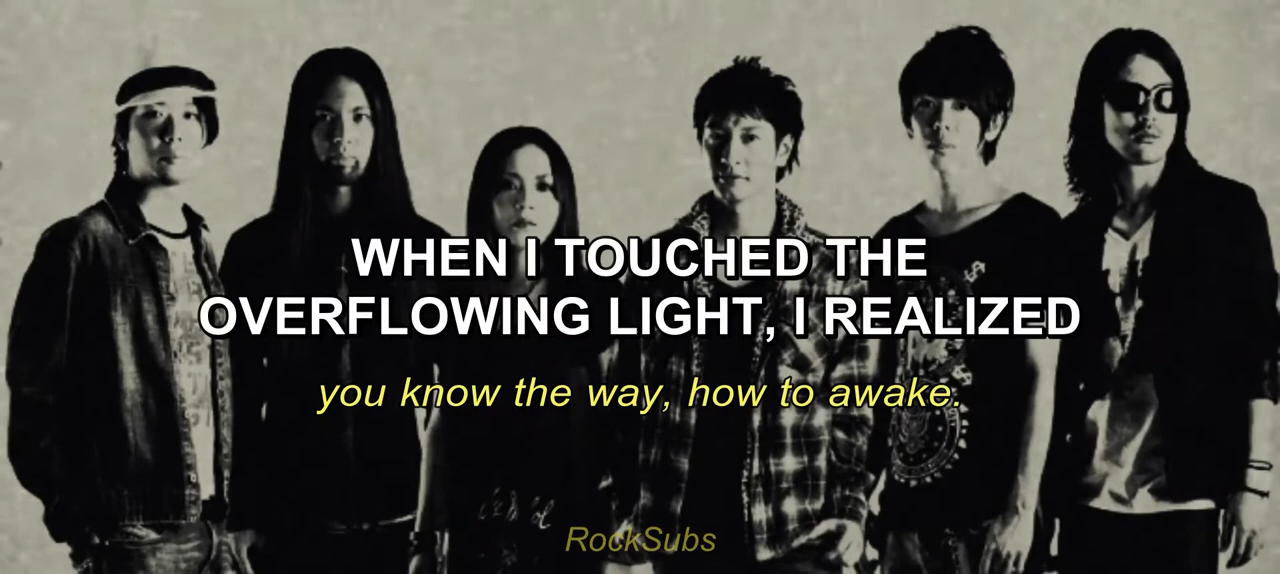 WHEN I TOUCHED THE
OVERFLOWING LIGHT, I REALIZED
you know the way, how to awake.
RockSubs